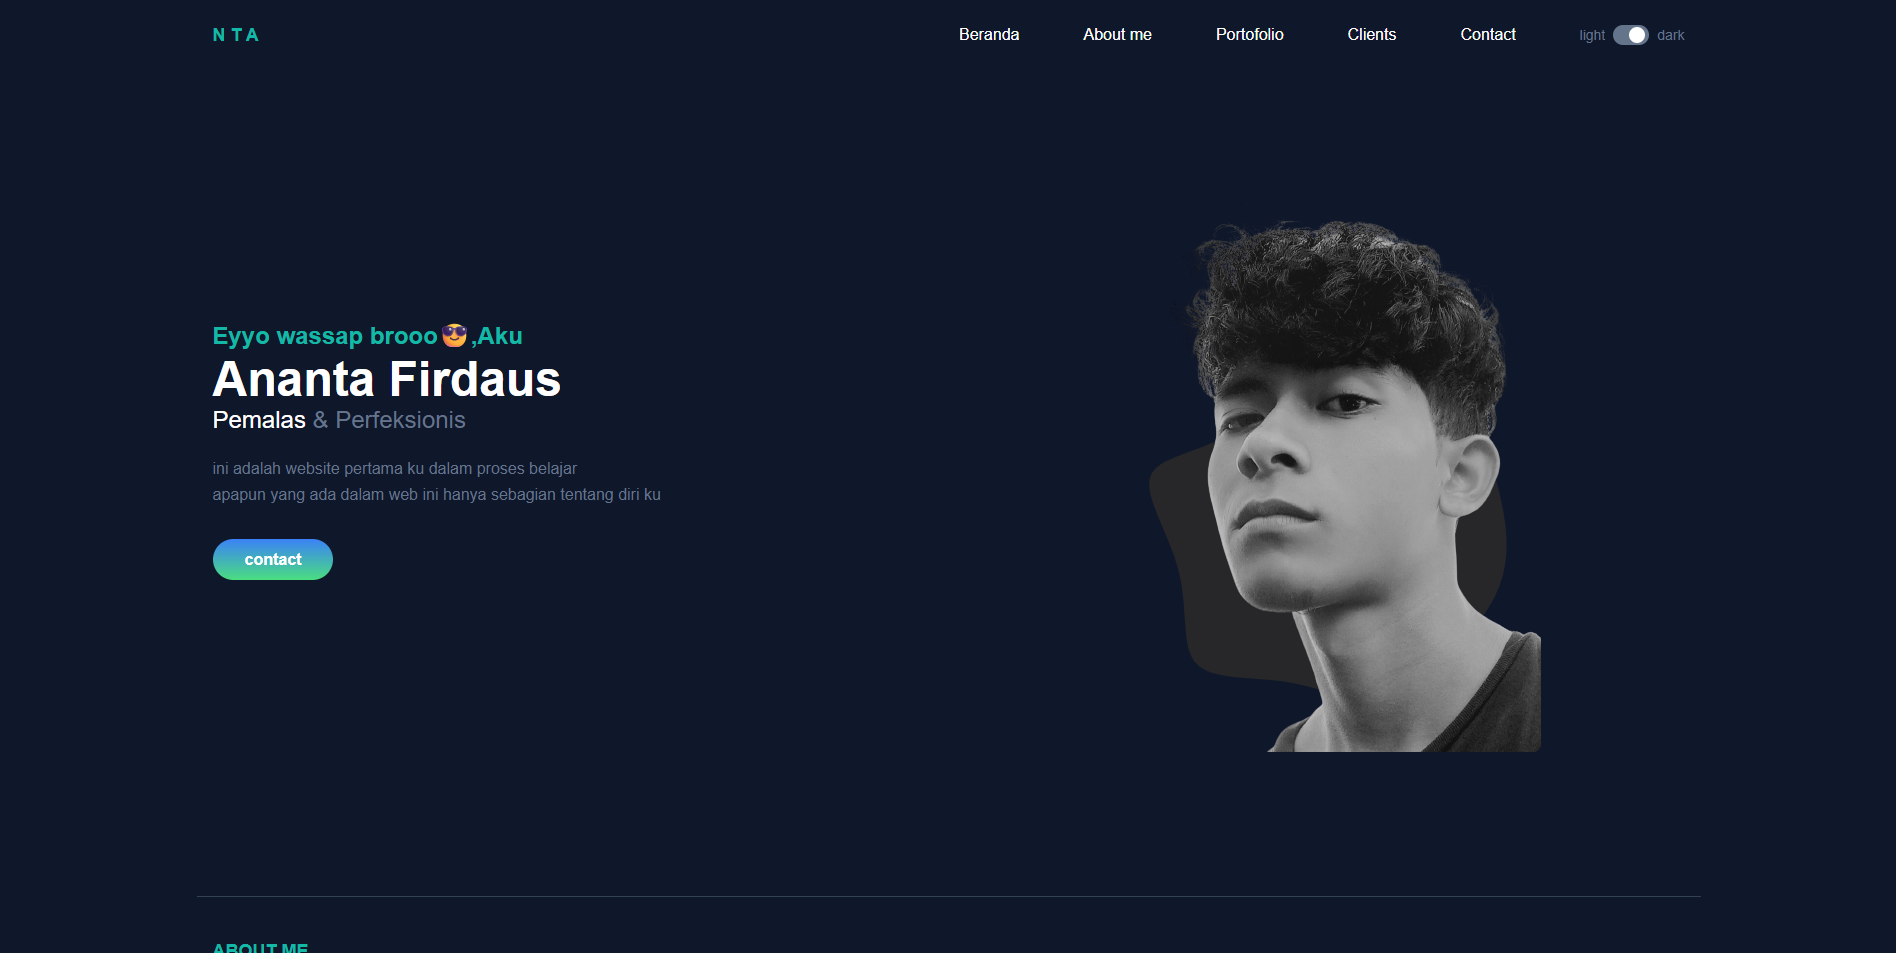 NTA
Beranda About me Portofolio Clients Contact light dark
Eyyo wassap brooo😎,Aku
Ananta Firdaus
Pemalas & Perfeksionis
ini adalah website pertama ku dalam proses belajar
apapun yang ada dalam web ini hanya sebagian tentang diri ku
contact
ABOUT ME